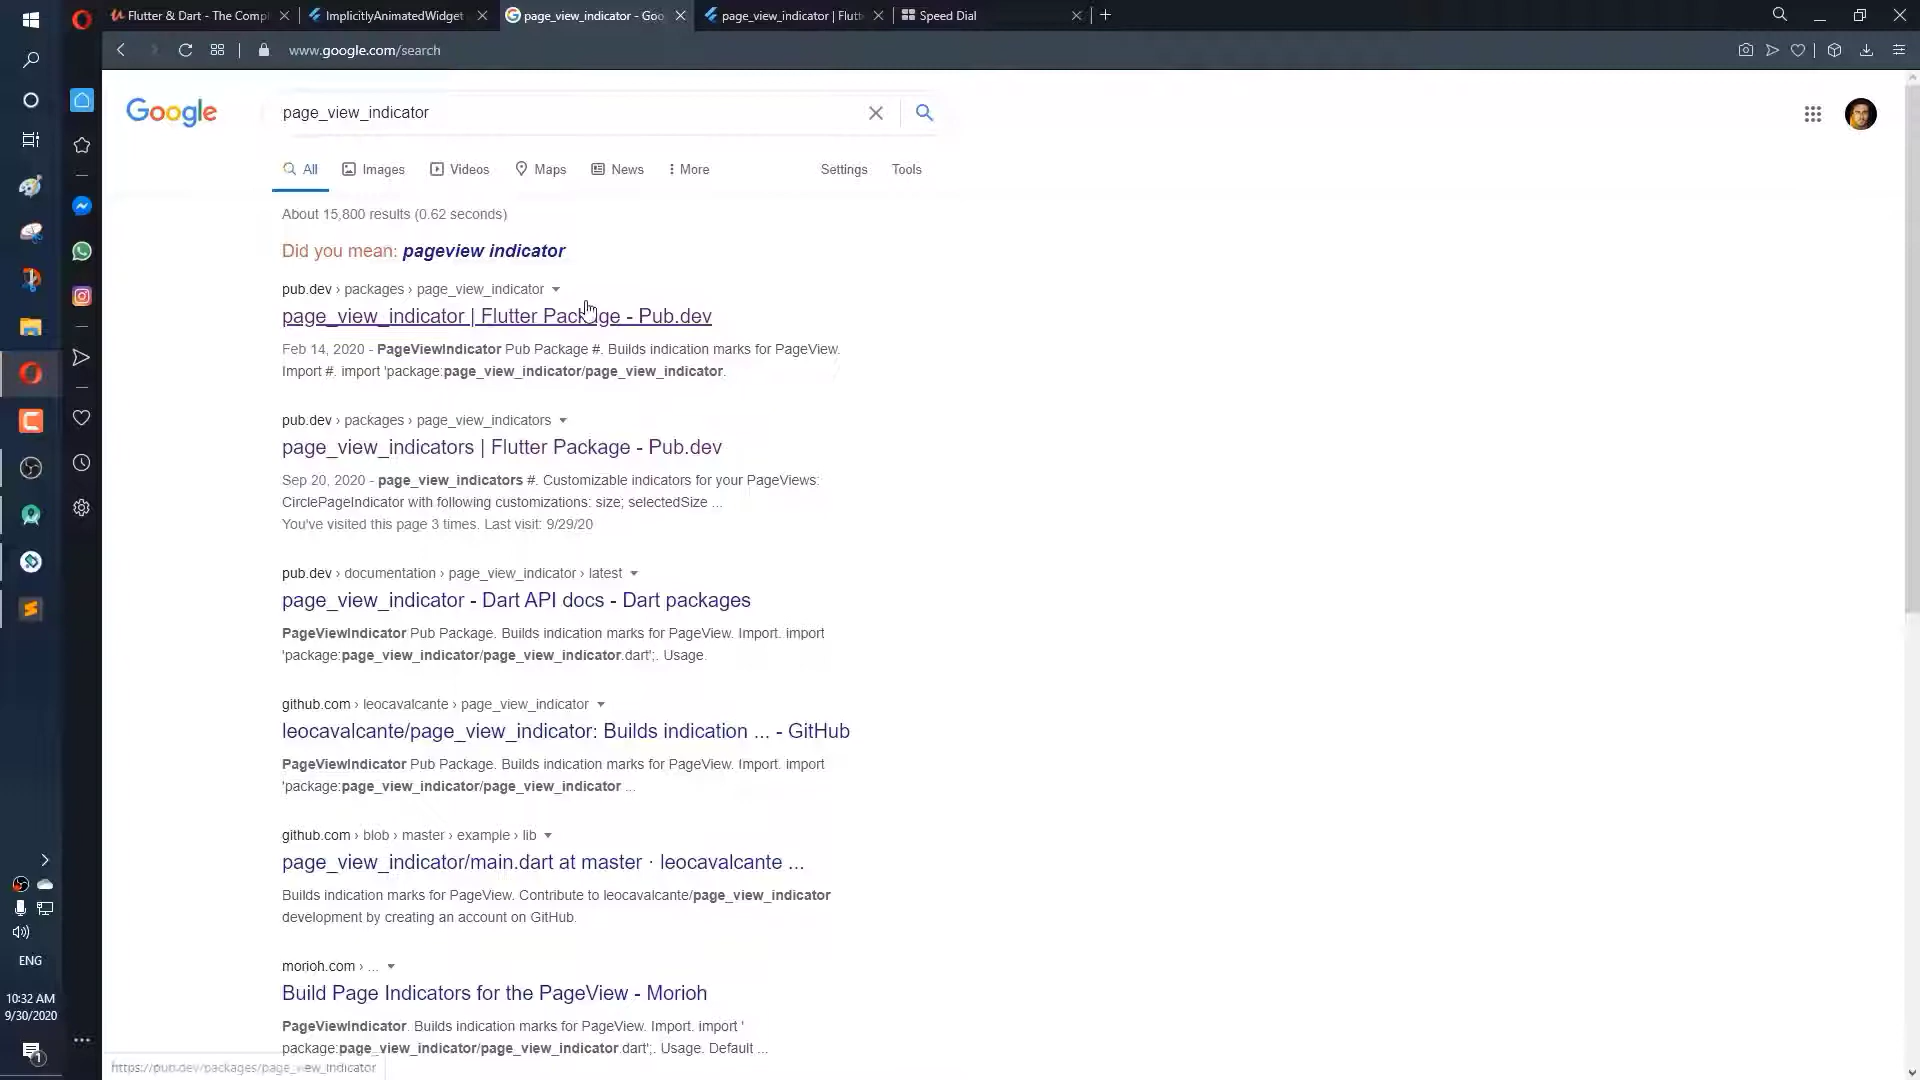 Flutter & Dart - The Compl
ImplicitlyAnimatedWidget
page_view_indicator - Goo
page_view_indicator | Flutt
Speed Dial
www.google.com/search
Google
page_view_indicator
All
Images
Videos
Maps
News
More
Settings
Tools
About 15,800 results (0.62 seconds)
Did you mean: pageview indicator
pub.dev › packages › page_view_indicator
page_view_indicator | Flutter Package - Pub.dev
Feb 14, 2020 - PageViewIndicator Pub Package #. Builds indication marks for PageView.
Import #. import 'package:page_view_indicator/page_view_indicator.
pub.dev › packages › page_view_indicators
page_view_indicators | Flutter Package - Pub.dev
Sep 20, 2020 - page_view_indicators #. Customizable indicators for your PageViews:
CirclePageIndicator with following customizations: size; selectedSize ...
You've visited this page 3 times. Last visit: 9/29/20
pub.dev › documentation › page_view_indicator › latest
page_view_indicator - Dart API docs - Dart packages
PageViewIndicator Pub Package. Builds indication marks for PageView. Import. import
'package:page_view_indicator/page_view_indicator.dart';. Usage.
github.com › leocavalcante › page_view_indicator
leocavalcante/page_view_indicator: Builds indication ... - GitHub
PageViewIndicator Pub Package. Builds indication marks for PageView. Import. import
'package:page_view_indicator/page_view_indicator ...
github.com › blob › master › example › lib
page_view_indicator/main.dart at master · leocavalcante ...
Builds indication marks for PageView. Contribute to leocavalcante/page_view_indicator
development by creating an account on GitHub.
morioh.com › ...
Build Page Indicators for the PageView - Morioh
PageViewIndicator. Builds indication marks for PageView. Import. import '
package:page_view_indicator/page_view_indicator.dart';. Usage. Default ...
https://pub.dev/packages/page_view_indicator
ENG
10:32 AM
9/30/2020
1